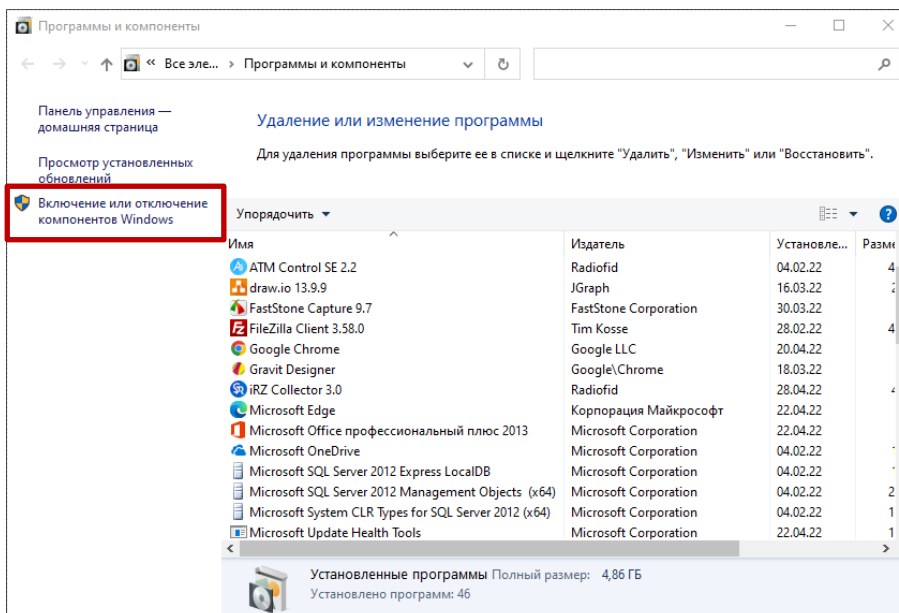 Программы и компоненты
« Все эле... › Программы и компоненты
Панель управления —
домашняя страница
Просмотр установленных
обновлений
Включение или отключение
компонентов Windows
Удаление или изменение программы
Для удаления программы выберите ее в списке и щелкните "Удалить", "Изменить" или "Восстановить".
Упорядочить
Имя Издатель Установле... Разме
ATM Control SE 2.2 Radiofid 04.02.22 4
draw.io 13.9.9 JGraph 16.03.22
FastStone Capture 9.7 FastStone Corporation 30.03.22
FileZilla Client 3.58.0 Tim Kosse 28.02.22 4
Google Chrome Google LLC 20.04.22
Gravit Designer Google\Chrome 18.03.22
iRZ Collector 3.0 Radiofid 28.04.22
Microsoft Edge Корпорация Майкрософт 22.04.22
Microsoft Office профессиональный плюс 2013 Microsoft Corporation 22.04.22
Microsoft OneDrive Microsoft Corporation 04.02.22
Microsoft SQL Server 2012 Express LocalDB Microsoft Corporation 04.02.22
Microsoft SQL Server 2012 Management Objects (x64) Microsoft Corporation 04.02.22 2
Microsoft System CLR Types for SQL Server 2012 (x64) Microsoft Corporation 04.02.22 1
Microsoft Update Health Tools Microsoft Corporation 22.04.22 1
Установленные программы Полный размер: 4,86 ГБ
Установлено программ: 46